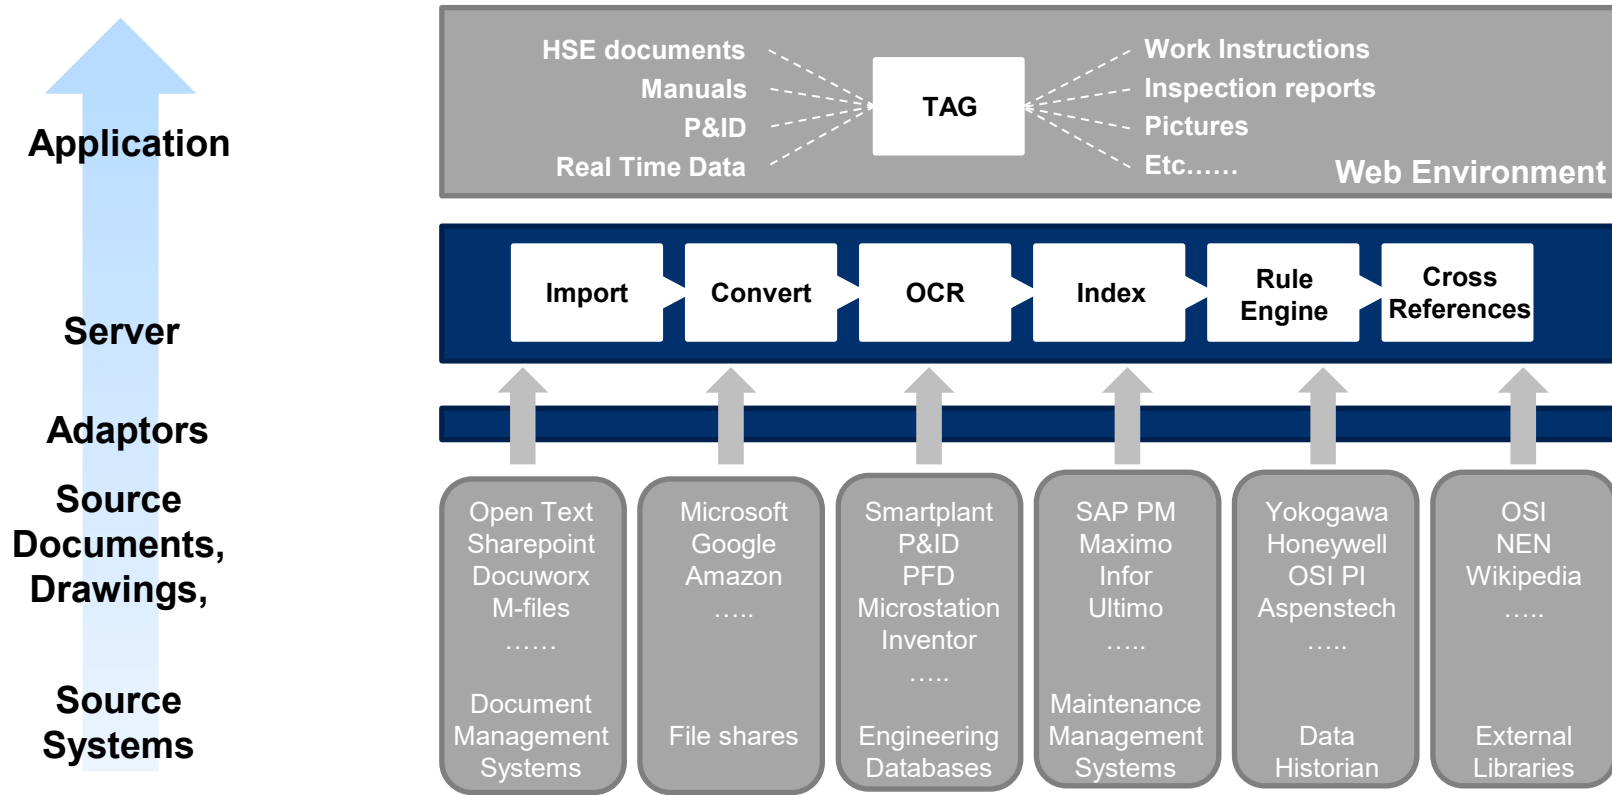 HSE documents
Manuals
P&ID
Real Time Data
TAG
Work Instructions
Inspection reports
Pictures
Etc......
Web Environment
Application
Import
Convert
OCR
Index
Rule
Engine
Cross
References
Server
Adaptors
Source
Documents,
Drawings,
Source
Systems
Open Text
Sharepoint
Docuworx
M-files
......
Document
Management
Systems
Microsoft
Google
Amazon
.....
File shares
Smartplant
P&ID
PFD
Microstation
Inventor
.....
Engineering
Databases
SAP PM
Maximo
Infor
Ultimo
.....
Maintenance
Management
Systems
Yokogawa
Honeywell
OSI PI
Aspenstech
.....
Data
Historian
OSI
NEN
Wikipedia
.....
External
Libraries